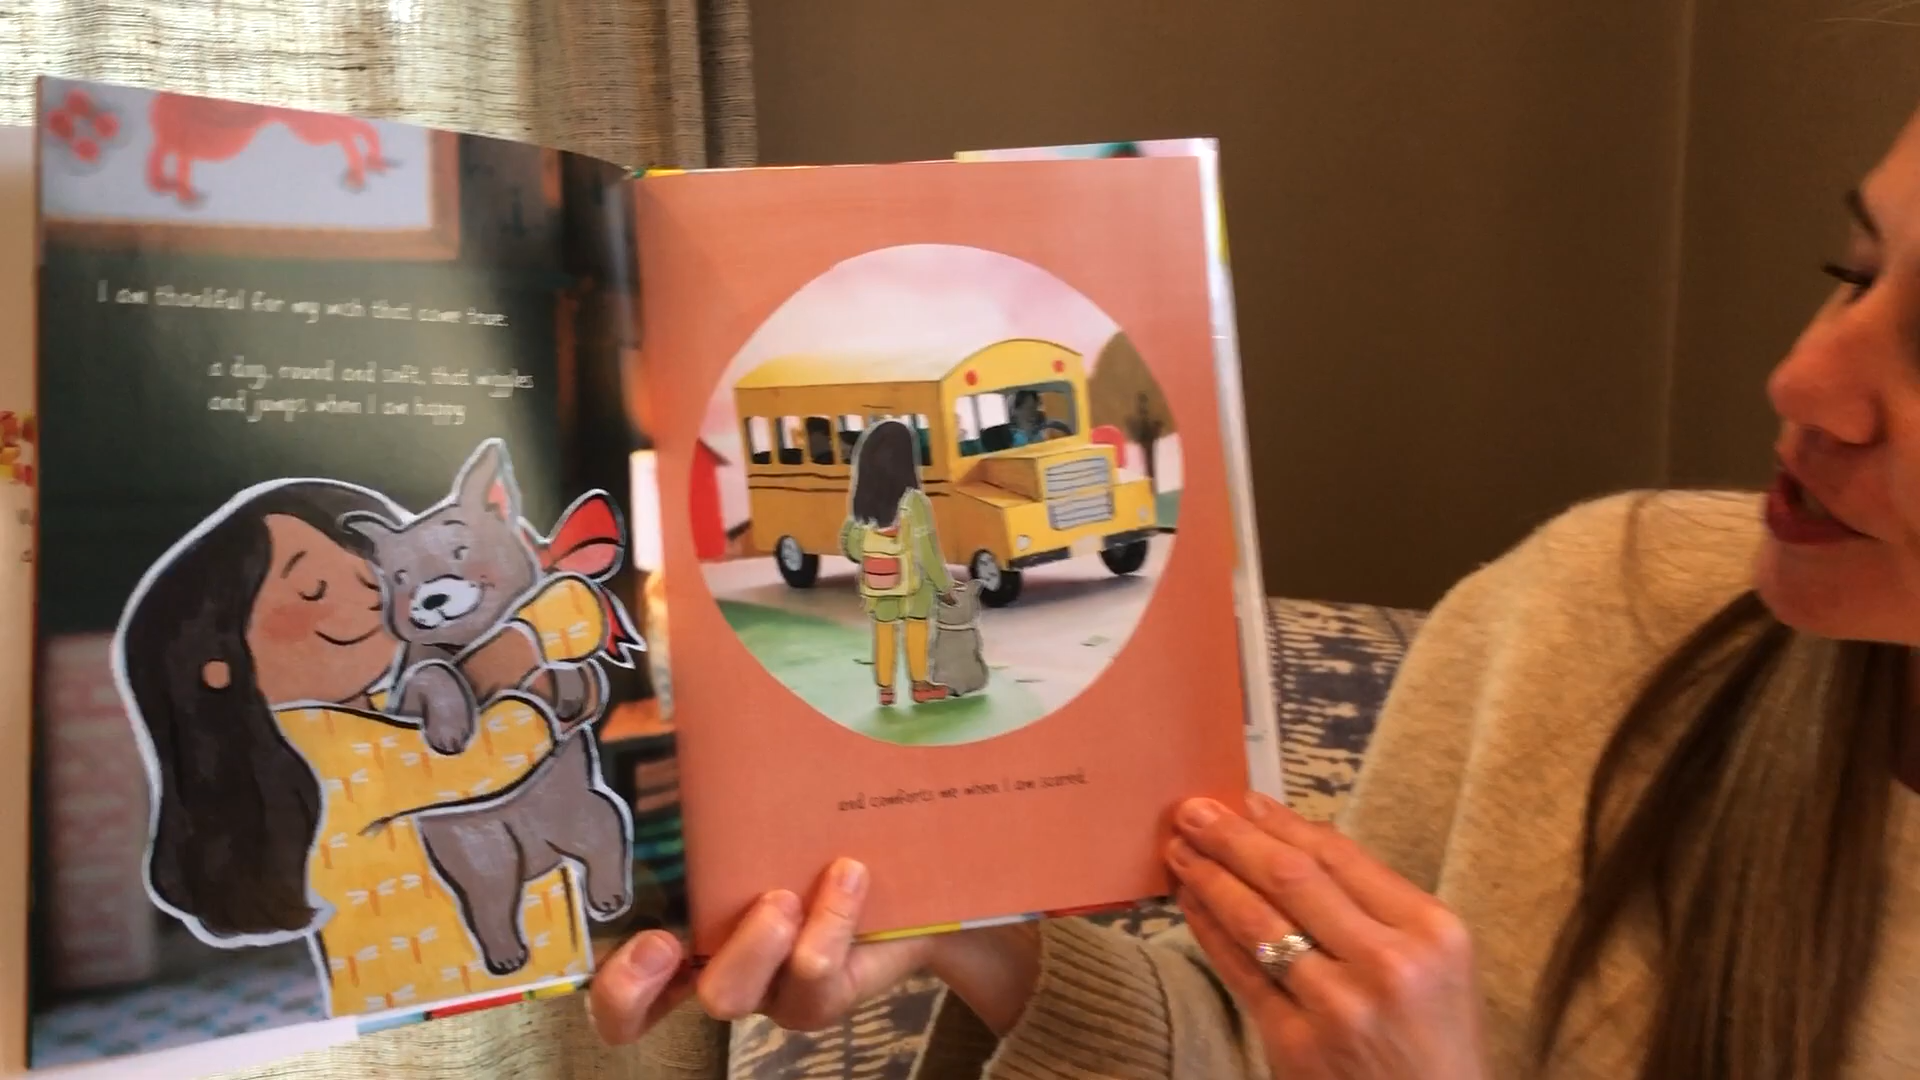 I am thankful for my wish that came true:
a dog, round and soft, that wiggles
and jumps when I am happy
and comforts me when I am scared.